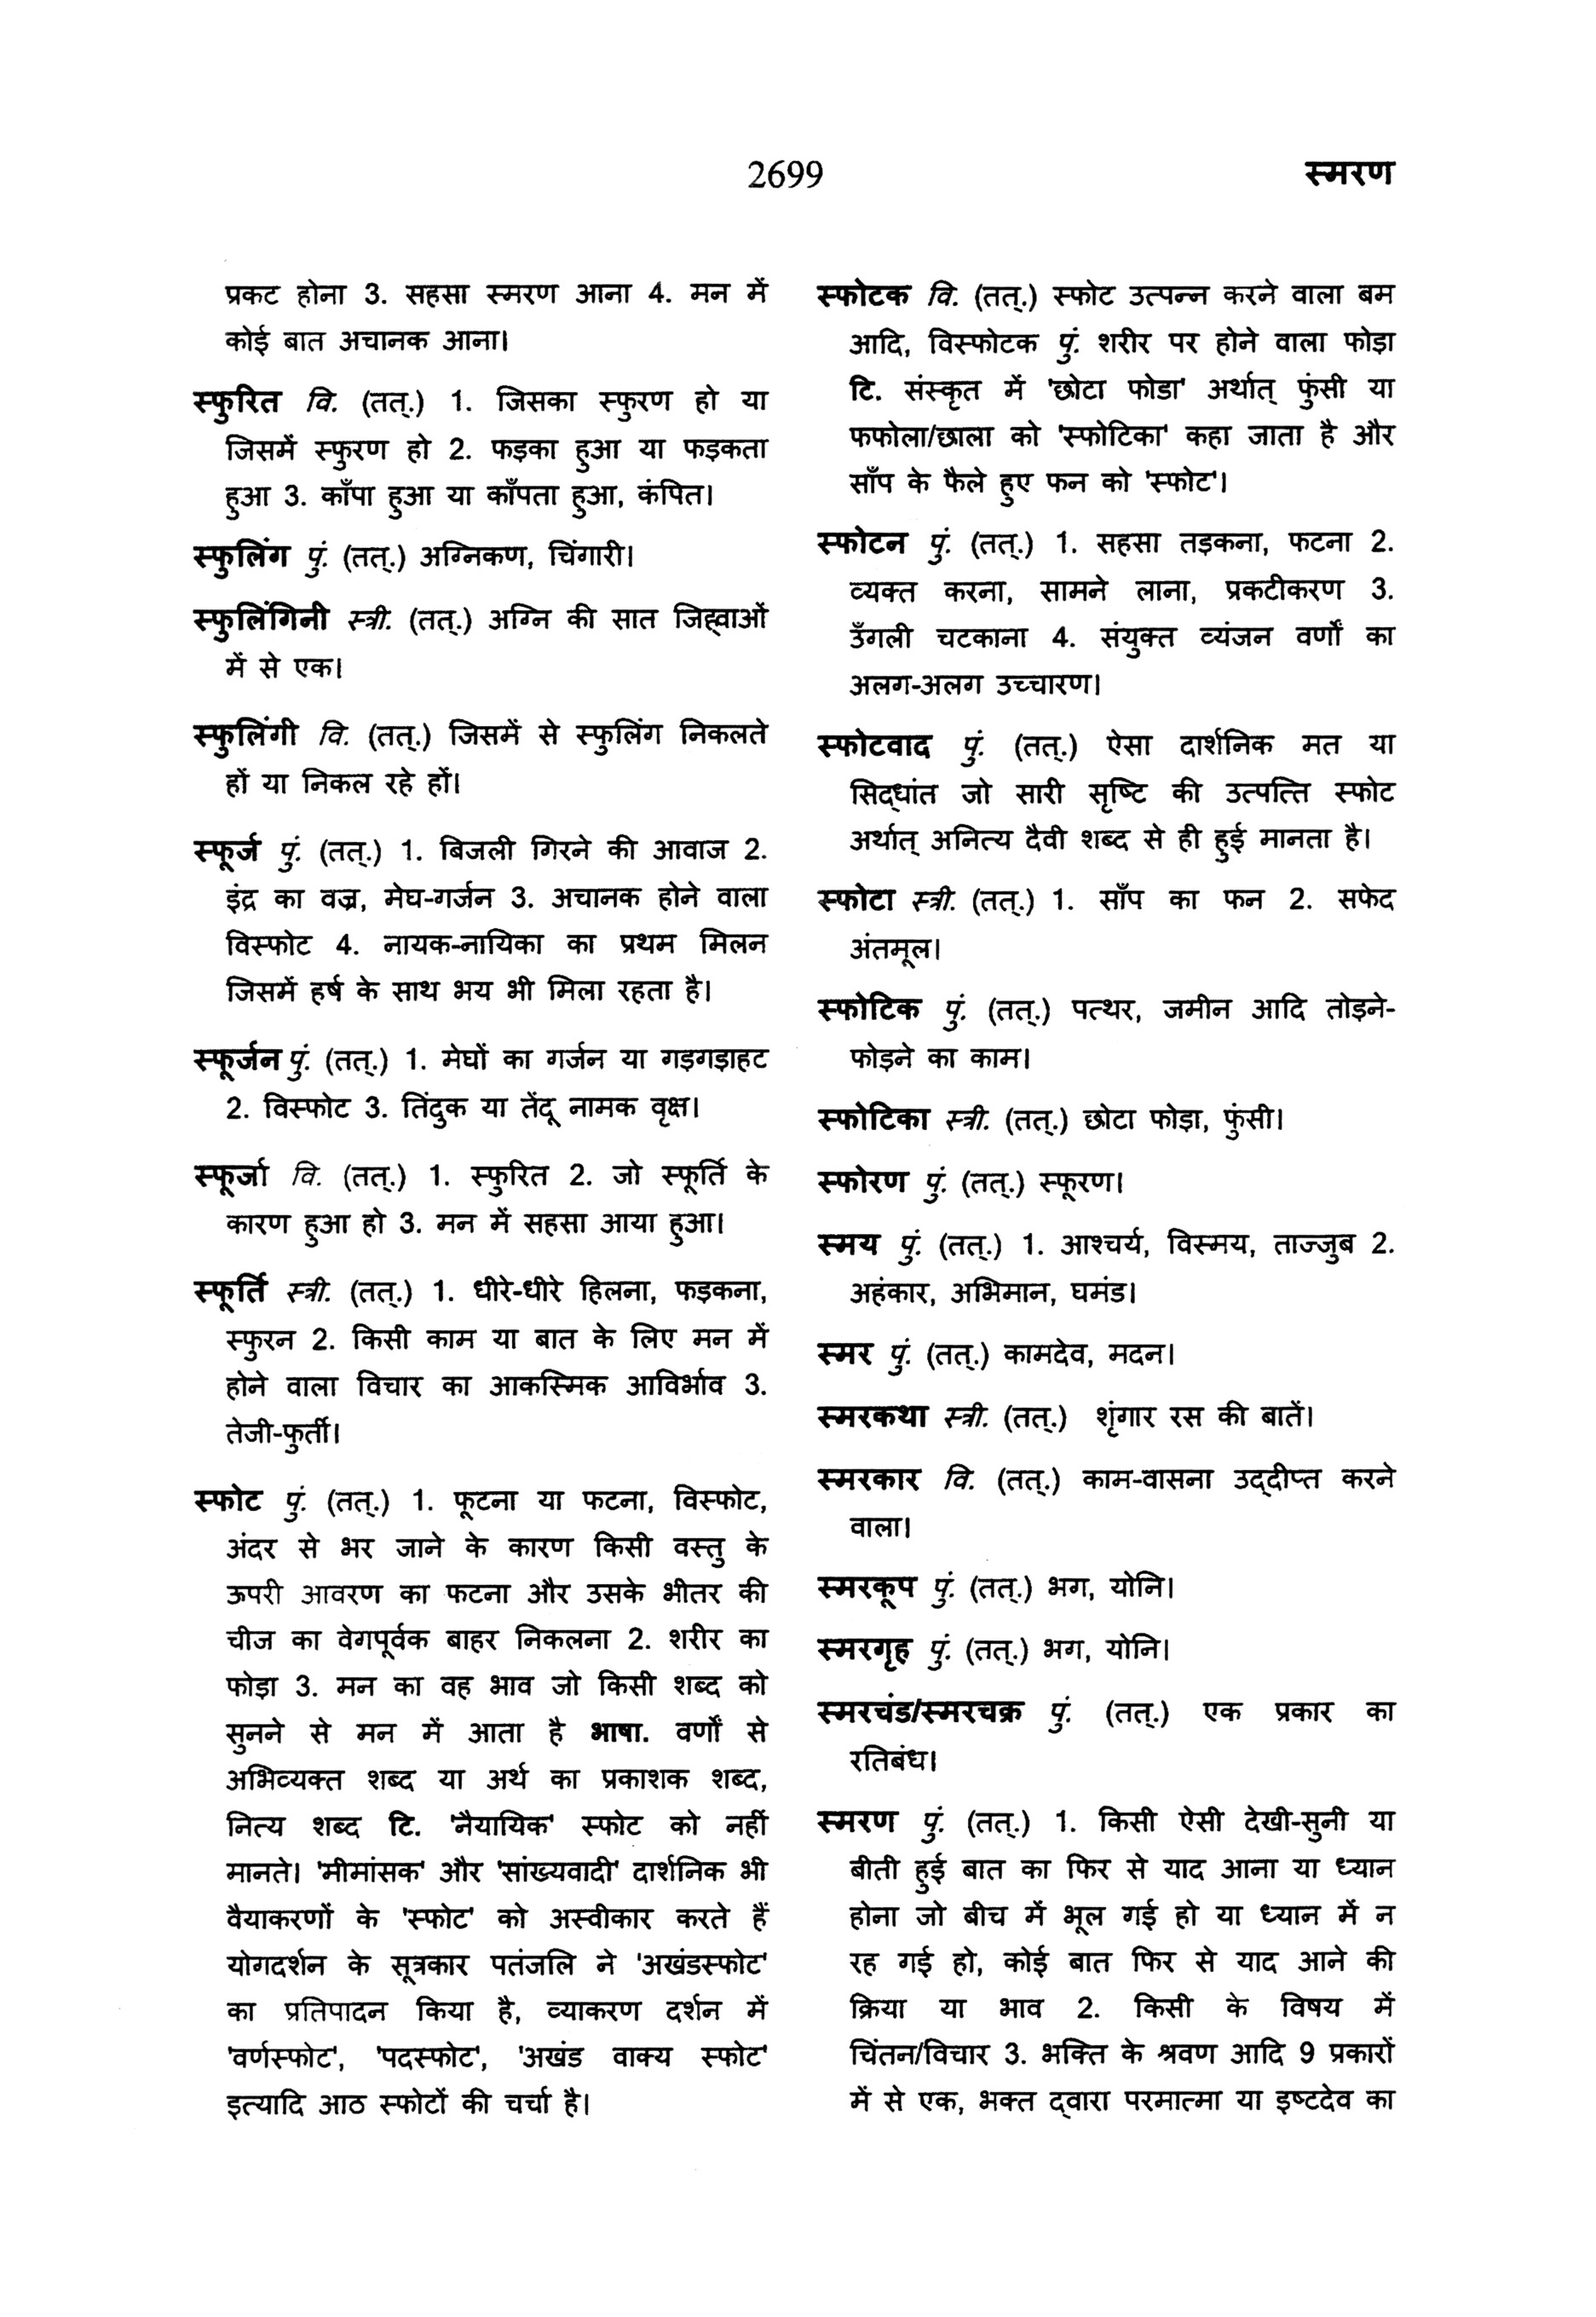 2699
स्मरण
प्रकट होना 3. सहसा स्मरण आना 4. मन में
कोई बात अचानक आना।
स्फुरित वि. (तत्.) 1. जिसका स्फुरण हो या
जिसमें स्फुरण हो 2. फड़का हुआ या फड़कता
हुआ 3. काँपा हुआ या काँपता हुआ, कंपित।
स्फुलिंग पुं. (तत्.) अग्निकण, चिंगारी।
स्फुलिंगिनी स्त्री. (तत्.) अग्नि की सात जिह्वाओं
में से एक।
स्फुलिंगी वि. (तत्.) जिसमें से स्फुलिंग निकलते
हों या निकल रहे हों।
स्फूर्ज पुं. (तत्.) 1. बिजली गिरने की आवाज 2.
इंद्र का वज्र, मेघ-गर्जन 3. अचानक होने वाला
विस्फोट 4. नायक-नायिका का प्रथम मिलन
जिसमें हर्ष के साथ भय भी मिला रहता है।
स्फूर्जन पुं. (तत्.) 1. मेघों का गर्जन या गड़गड़ाहट
2. विस्फोट 3. तिंदुक या तेंदू नामक वृक्ष।
स्फूर्जा वि. (तत्.) 1. स्फुरित 2. जो स्फूर्ति के
कारण हुआ हो 3. मन में सहसा आया हुआ।
स्फूर्ति स्त्री. (तत्.) 1. धीरे-धीरे हिलना, फड़कना,
स्फुरन 2. किसी काम या बात के लिए मन में
होने वाला विचार का आकस्मिक आविर्भाव 3.
तेजी-फुर्ती।
स्फोट पुं. (तत्.) 1. फूटना या फटना, विस्फोट,
अंदर से भर जाने के कारण किसी वस्तु के
ऊपरी आवरण का फटना और उसके भीतर की
चीज का वेगपूर्वक बाहर निकलना 2. शरीर का
फोड़ा 3. मन का वह भाव जो किसी शब्द को
सुनने से मन में आता है भाषा. वर्णों से
अभिव्यक्त शब्द या अर्थ का प्रकाशक शब्द,
नित्य शब्द टि. 'नैयायिक' स्फोट को नहीं
मानते। 'मीमांसक' और 'सांख्यवादी' दार्शनिक भी
वैयाकरणों के 'स्फोट' को अस्वीकार करते हैं
योगदर्शन के सूत्रकार पतंजलि ने 'अखंडस्फोट'
का प्रतिपादन किया है, व्याकरण दर्शन में
'वर्णस्फोट', 'पदस्फोट', 'अखंड वाक्य स्फोट'
इत्यादि आठ स्फोटों की चर्चा है।
स्फोटक वि. (तत्.) स्फोट उत्पन्न करने वाला बम
आदि, विस्फोटक पुं. शरीर पर होने वाला फोड़ा
टि. संस्कृत में 'छोटा फोडा' अर्थात् फुंसी या
फफोला/छाला को 'स्फोटिका' कहा जाता है और
साँप के फैले हुए फन को 'स्फोट'।
स्फोटन पुं. (तत्.) 1. सहसा तड़कना, फटना 2.
व्यक्त करना, सामने लाना, प्रकटीकरण 3.
उँगली चटकाना 4. संयुक्त व्यंजन वर्णों का
अलग-अलग उच्चारण।
स्फोटवाद पुं. (तत्.) ऐसा दार्शनिक मत या
सिद्धांत जो सारी सृष्टि की उत्पत्ति स्फोट
अर्थात् अनित्य दैवी शब्द से ही हुई मानता है।
स्फोटा स्त्री. (तत्.) 1. साँप का फन 2. सफेद
अंतमूल।
स्फोटिक पुं. (तत्.) पत्थर, जमीन आदि तोड़ने-
फोड़ने का काम।
स्फोटिका स्त्री. (तत्.) छोटा फोड़ा, फुंसी।
स्फोरण पुं. (तत्.) स्फूरण।
स्मय पुं. (तत्.) 1. आश्चर्य, विस्मय, ताज्जुब 2.
अहंकार, अभिमान, घमंड।
स्मर पुं. (तत्.) कामदेव, मदन।
स्मरकथा स्त्री. (तत्.) शृंगार रस की बातें।
स्मरकार वि. (तत्.) काम-वासना उद्दीप्त करने
वाला।
स्मरकूप पुं. (तत्.) भग, योनि।
स्मरगृह पुं. (तत्.) भग, योनि।
स्मरचंड/स्मरचक्र पुं. (तत्.) एक प्रकार का
रतिबंध।
स्मरण पुं. (तत्.) 1. किसी ऐसी देखी-सुनी या
बीती हुई बात का फिर से याद आना या ध्यान
होना जो बीच में भूल गई हो या ध्यान में न
रह गई हो, कोई बात फिर से याद आने की
क्रिया या भाव 2. किसी के विषय में
चिंतन/विचार 3. भक्ति के श्रवण आदि 9 प्रकारों
में से एक, भक्त द्वारा परमात्मा या इष्टदेव का